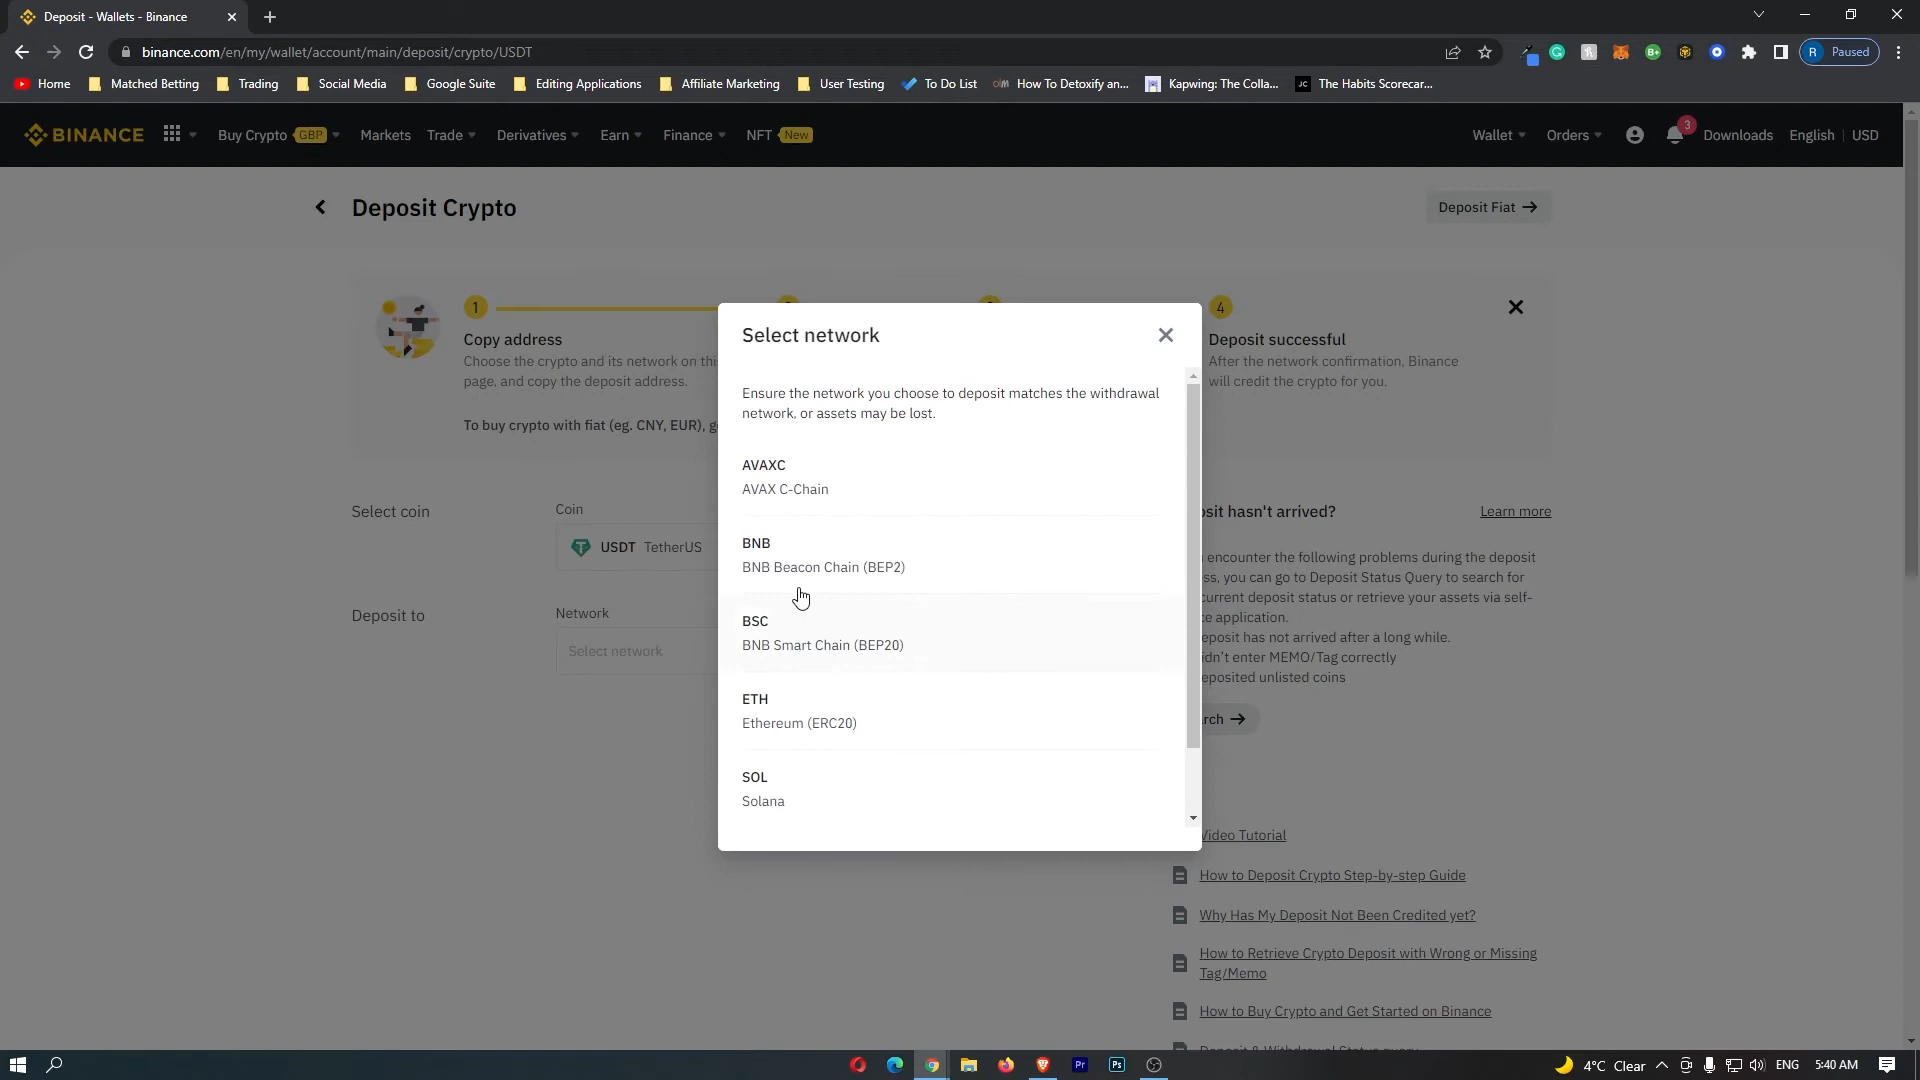 Deposit - Wallets - Binance
binance.com/en/my/wallet/account/main/deposit/crypto/USDT
R Paused
Home Matched Betting Trading Social Media Google Suite Editing Applications Affiliate Marketing User Testing To Do List How To Detoxify an... Kapwing: The Colla... JC The Habits Scorecar...
BINANCE Buy Crypto GBP Markets Trade Derivatives Earn Finance NFT New Wallet Orders 3 Downloads English USD
Deposit Crypto
Deposit Fiat
1
Copy address
Choose the crypto and its network on this
page, and copy the deposit address.
To buy crypto with fiat (eg. CNY, EUR),
4
Deposit successful
After the network confirmation, Binance
will credit the crypto for you.
Select coin
Coin
USDT TetherUS
Deposit to
Network
Select network
Select network
Ensure the network you choose to deposit matches the withdrawal
network, or assets may be lost.
AVAXC
AVAX C-Chain
BNB
BNB Beacon Chain (BEP2)
BSC
BNB Smart Chain (BEP20)
ETH
Ethereum (ERC20)
SOL
Solana
hasn't arrived?
Learn more
encounter the following problems during the deposit
you can go to Deposit Status Query to search for
current deposit status or retrieve your assets via self-
application.
has not arrived after a long while.
enter MEMO/Tag correctly
unlisted coins
Video Tutorial
How to Deposit Crypto Step-by-step Guide
Why Has My Deposit Not Been Credited yet?
How to Retrieve Crypto Deposit with Wrong or Missing
Tag/Memo
How to Buy Crypto and Get Started on Binance
Deposit & Withdrawal Status query
Pr
Ps
4°C Clear
ENG
5:40 AM